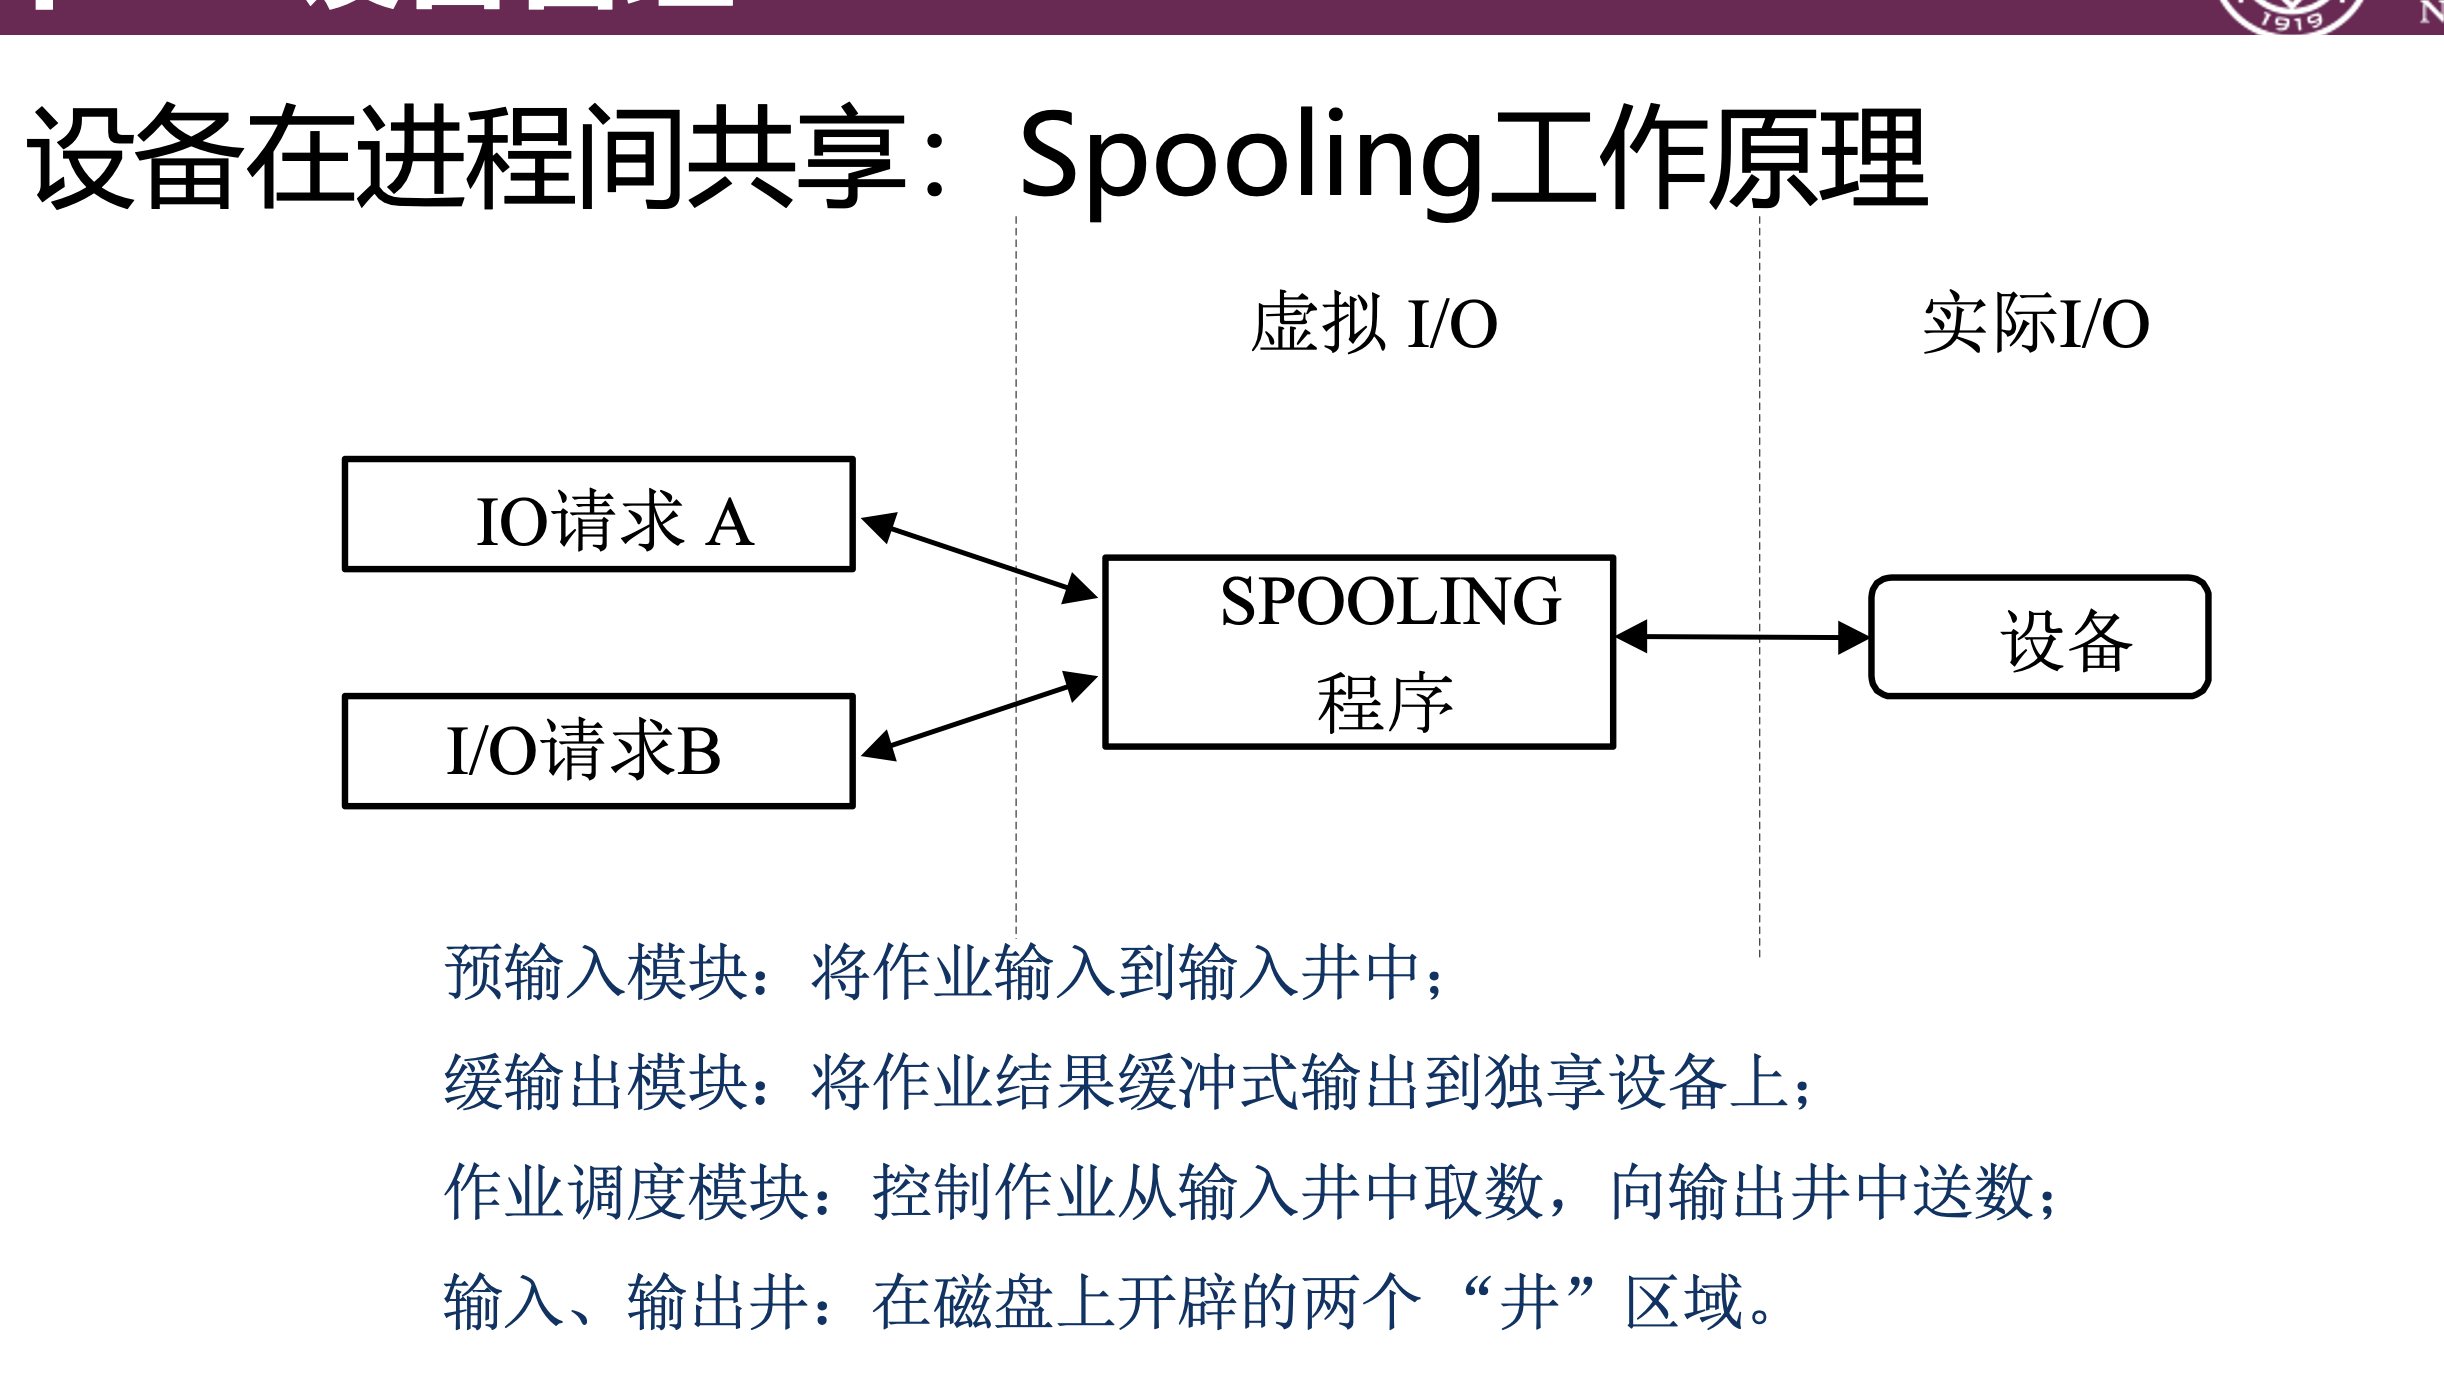 设备在进程间共享：Spooling工作原理
虚拟 I/O
实际I/O
IO请求 A
I/O请求B
SPOOLING
程序
设备
预输入模块：将作业输入到输入井中；
缓输出模块：将作业结果缓冲式输出到独享设备上；
作业调度模块：控制作业从输入井中取数，向输出井中送数；
输入、输出井：在磁盘上开辟的两个 “井”区域。
1919